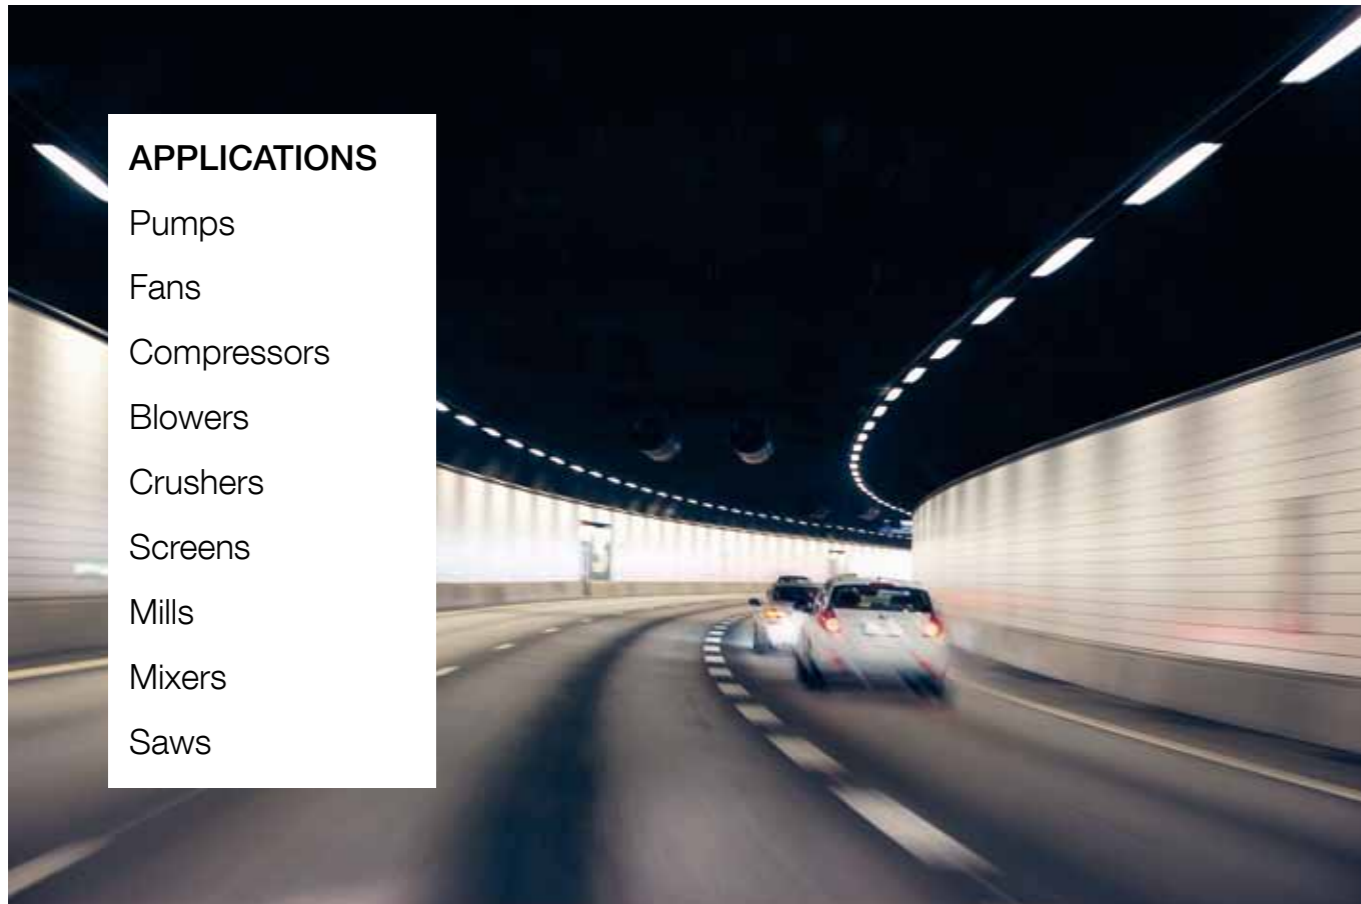 APPLICATIONS
Pumps
Fans
Compressors
Blowers
Crushers
Screens
Mills
Mixers
Saws